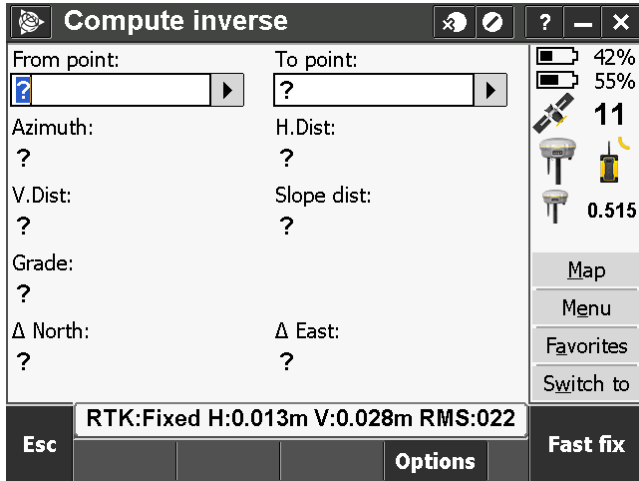 Compute inverse ? – ×
From point: To point:
? ?
Azimuth: H.Dist:
? ?
V.Dist: Slope dist:
? ?
Grade:
?
Δ North: Δ East:
? ?
42%
55%
11
0.515
Map
Menu
Favorites
Switch to
RTK:Fixed H:0.013m V:0.028m RMS:022
Esc Options Fast fix